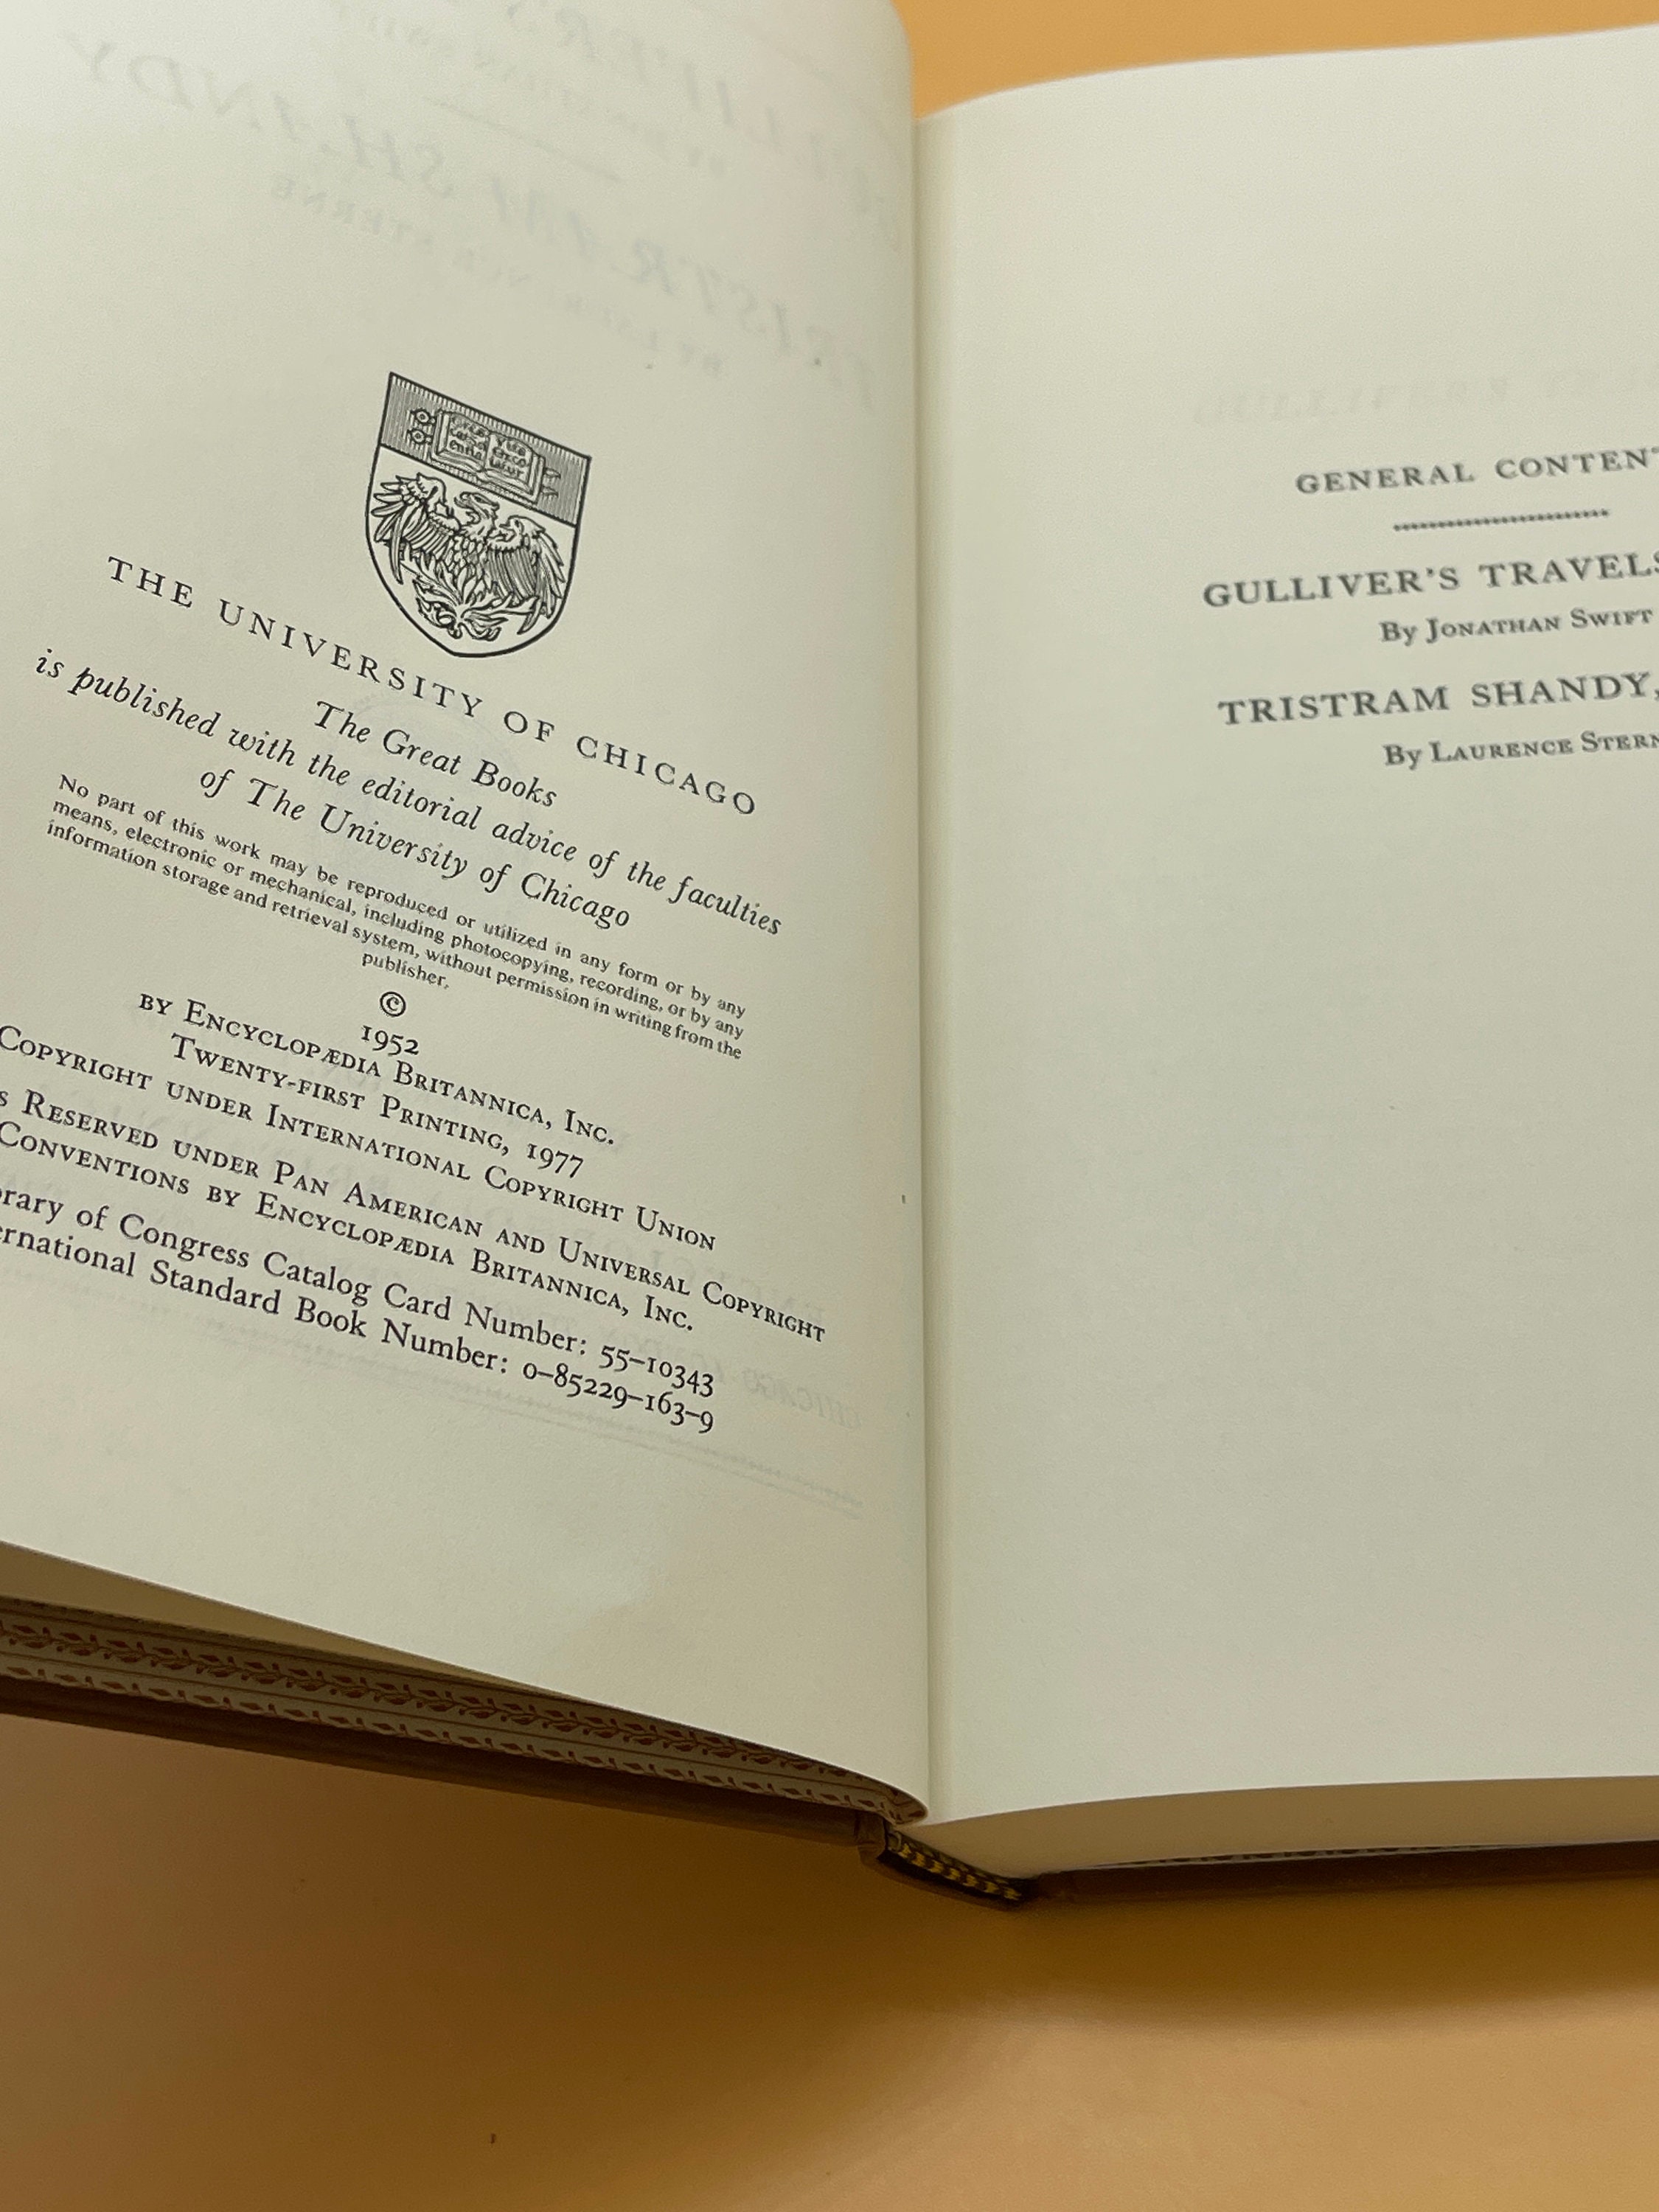 THE UNIVERSITY OF CHICAGO
The Great Books
is published with the editorial advice of the faculties
of The University of Chicago
No part of this work may be reproduced or utilized in any form or by any
means, electronic or mechanical, including photocopying, recording, or by any
information storage and retrieval system, without permission in writing from the
publisher.
©
1952
BY ENCYCLOPÆDIA BRITANNICA, INC.
TWENTY-FIRST PRINTING, 1977
COPYRIGHT UNDER INTERNATIONAL COPYRIGHT UNION
RESERVED UNDER PAN AMERICAN AND UNIVERSAL COPYRIGHT
CONVENTIONS BY ENCYCLOPÆDIA BRITANNICA, INC.
of Congress Catalog Card Number: 55–10343
Standard Book Number: 0–85229–163–9
GENERAL CONTENT
GULLIVER'S TRAVELS
By JONATHAN SWIFT
TRISTRAM SHANDY,
By LAURENCE STERN